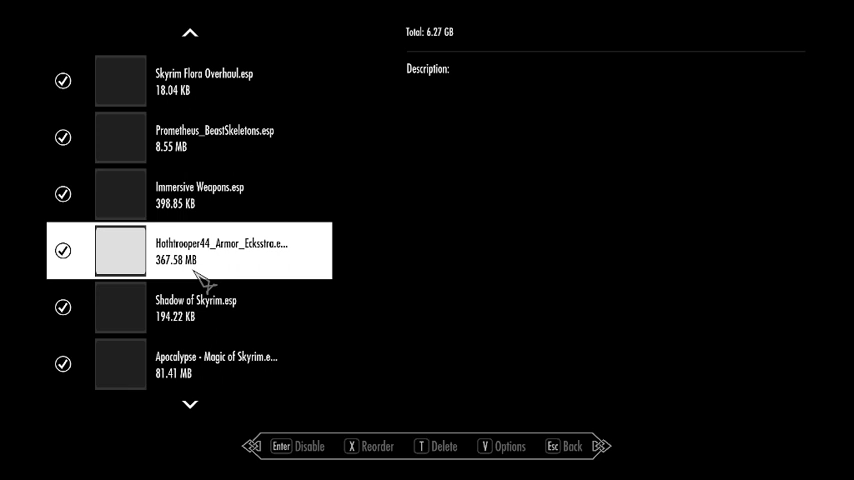 Total: 6.27 GB
Description:
Skyrim Flora Overhaul.esp
18.04 KB
Prometheus_BeastSkeletons.esp
8.55 MB
Immersive Weapons.esp
398.85 KB
Hothtrooper44_Armor_Ecksstra.e...
367.58 MB
Shadow of Skyrim.esp
194.22 KB
Apocalypse - Magic of Skyrim.e...
81.41 MB
Enter Disable X Reorder T Delete V Options Esc Back